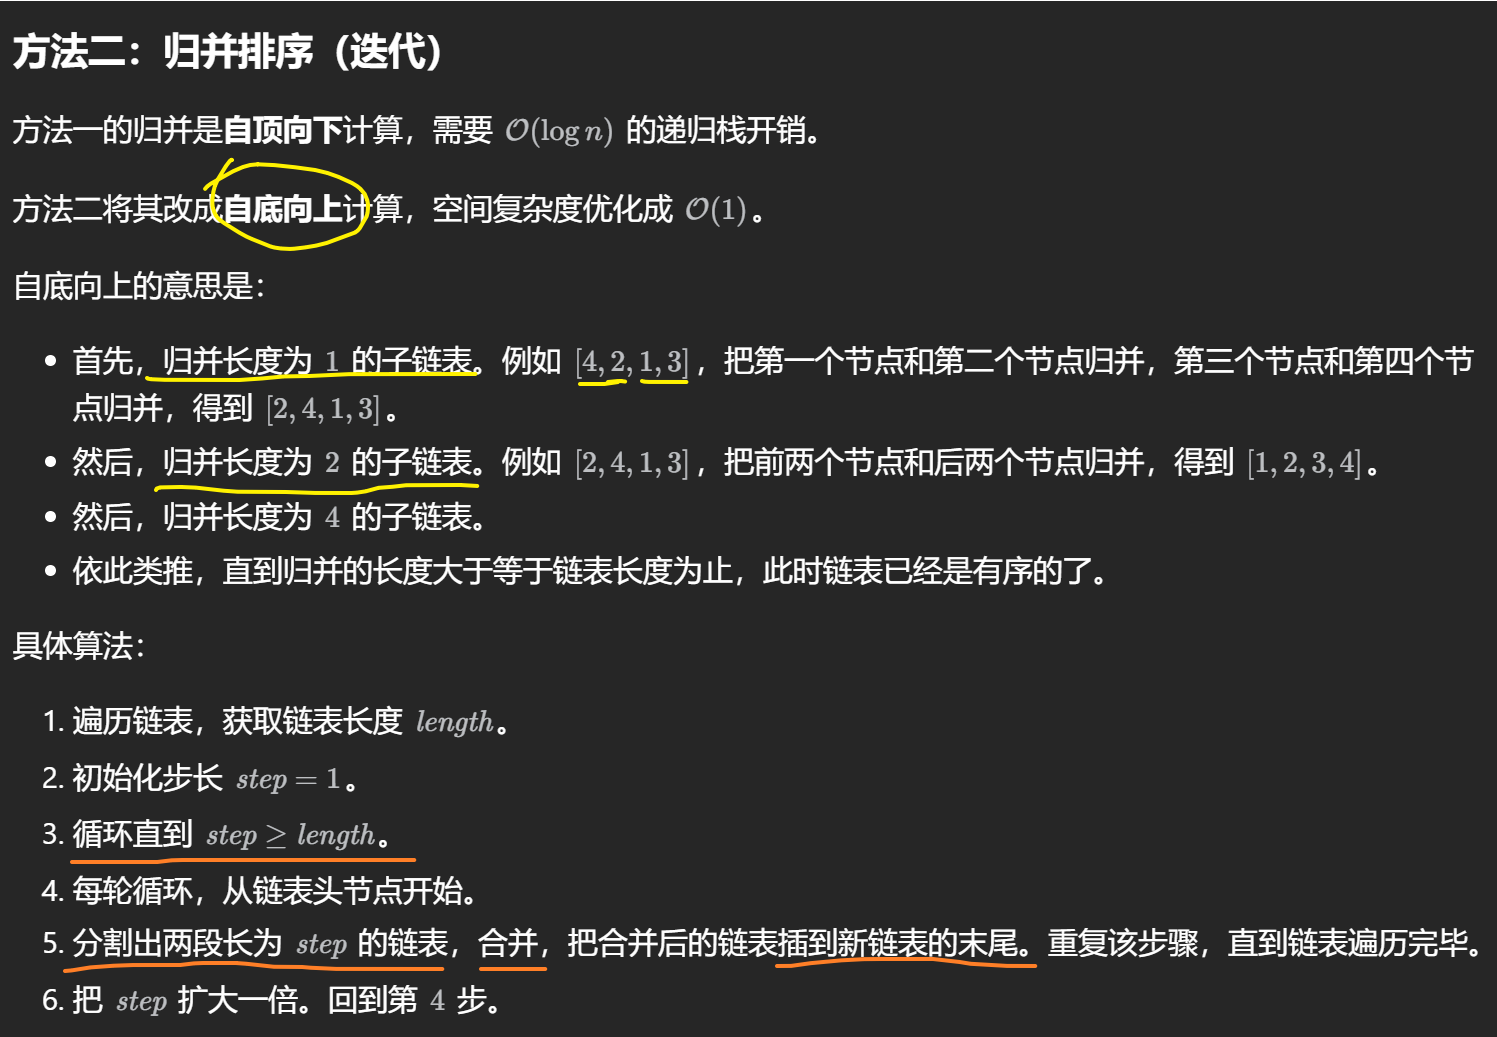 方法二：归并排序（迭代）
方法一的归并是自顶向下计算，需要 O(log n) 的递归栈开销。
方法二将其改成自底向上计算，空间复杂度优化成 O(1)。
自底向上的意思是：
• 首先，归并长度为 1 的子链表。例如 [4, 2, 1, 3]，把第一个节点和第二个节点归并，第三个节点和第四个节
点归并，得到 [2, 4, 1, 3]。
• 然后，归并长度为 2 的子链表。例如 [2, 4, 1, 3]，把前两个节点和后两个节点归并，得到 [1, 2, 3, 4]。
• 然后，归并长度为 4 的子链表。
• 依此类推，直到归并的长度大于等于链表长度为止，此时链表已经是有序的了。
具体算法：
1. 遍历链表，获取链表长度 length。
2. 初始化步长 step = 1。
3. 循环直到 step ≥ length。
4. 每轮循环，从链表头节点开始。
5. 分割出两段长为 step 的链表，合并，把合并后的链表插到新链表的末尾。重复该步骤，直到链表遍历完毕。
6. 把 step 扩大一倍。回到第 4 步。